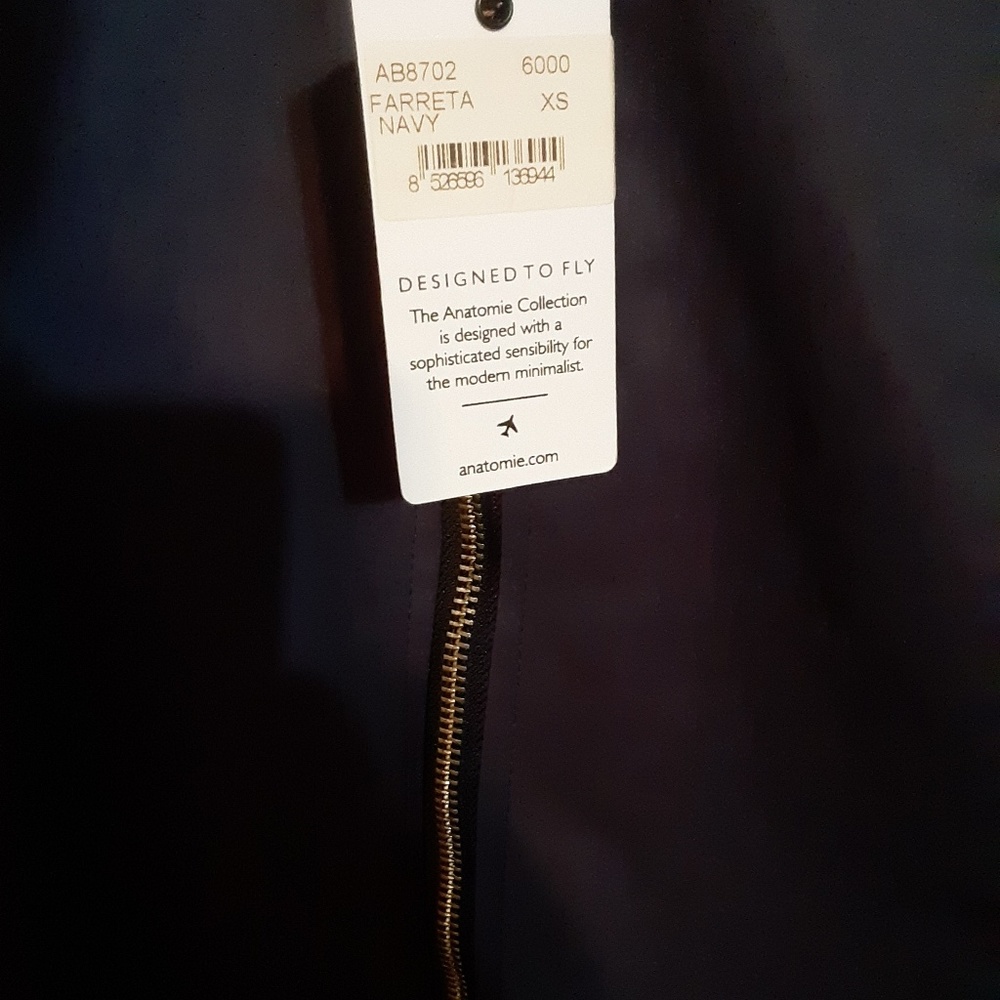 AB8702 6000
FARRETA XS
NAVY
8 526596 136944
DESIGNED TO FLY
The Anatomie Collection
is designed with a
sophisticated sensibility for
the modern minimalist.
anatomie.com